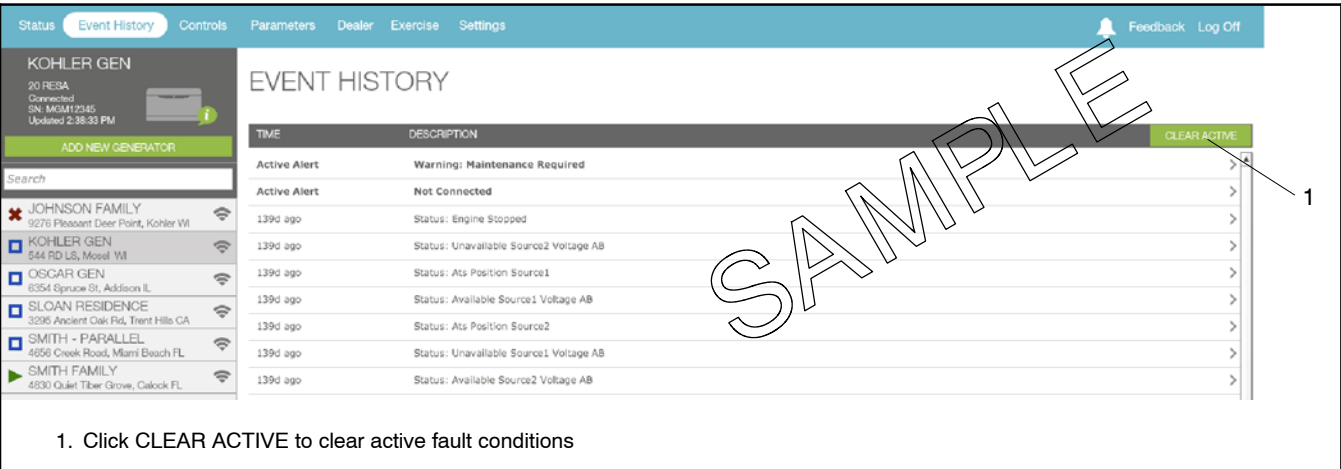 Status Event History Controls Parameters Dealer Exercise Settings Feedback Log Off
KOHLER GEN
20 RESA
Connected
SN: MGM12345
Updated 2:38:33 PM
i
ADD NEW GENERATOR
Search
JOHNSON FAMILY
9276 Pleasant Deer Point, Kohler WI
KOHLER GEN
544 RD LS, Mosel WI
OSCAR GEN
6354 Spruce St, Addison IL
SLOAN RESIDENCE
3295 Ancient Oak Rd, Trent Hills CA
SMITH - PARALLEL
4656 Creek Road, Miami Beach FL
SMITH FAMILY
4830 Quiet Tiber Grove, Calock FL
EVENT HISTORY
TIME DESCRIPTION CLEAR ACTIVE
Active Alert Warning: Maintenance Required
Active Alert Not Connected
139d ago Status: Engine Stopped
139d ago Status: Unavailable Source2 Voltage AB
139d ago Status: Ats Position Source1
139d ago Status: Available Source1 Voltage AB
139d ago Status: Ats Position Source2
139d ago Status: Unavailable Source1 Voltage AB
139d ago Status: Available Source2 Voltage AB
SAMPLE
1
1. Click CLEAR ACTIVE to clear active fault conditions